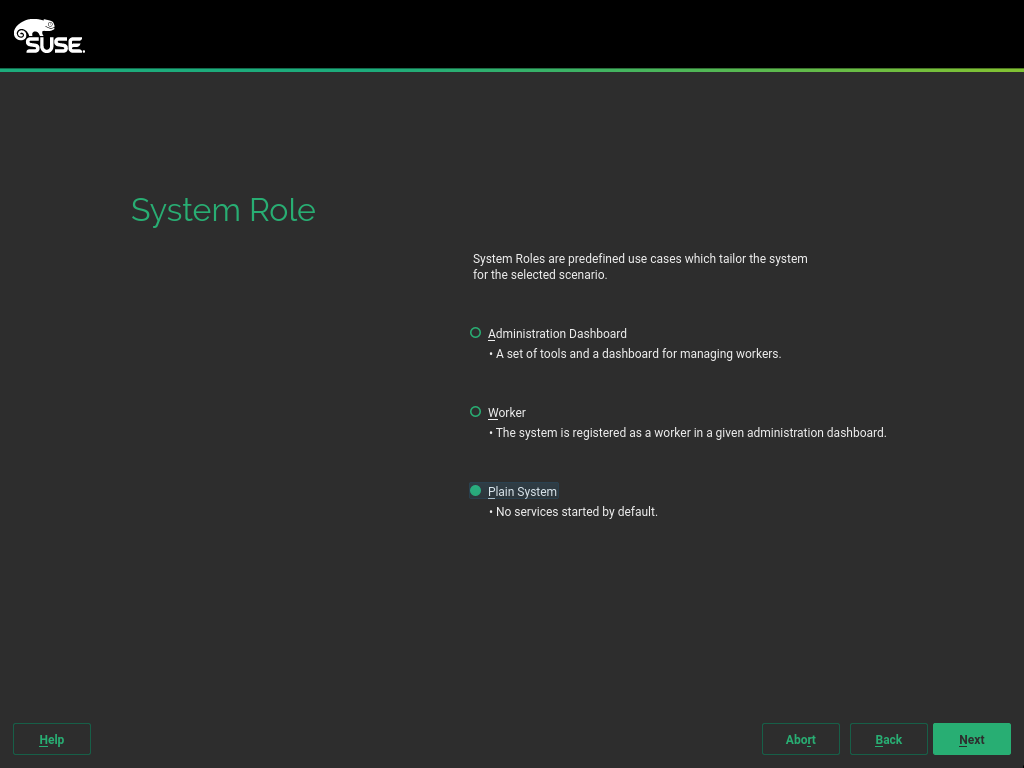 SUSE.
System Role
System Roles are predefined use cases which tailor the system
for the selected scenario.
Administration Dashboard
• A set of tools and a dashboard for managing workers.
Worker
• The system is registered as a worker in a given administration dashboard.
Plain System
• No services started by default.
Help
Abort
Back
Next